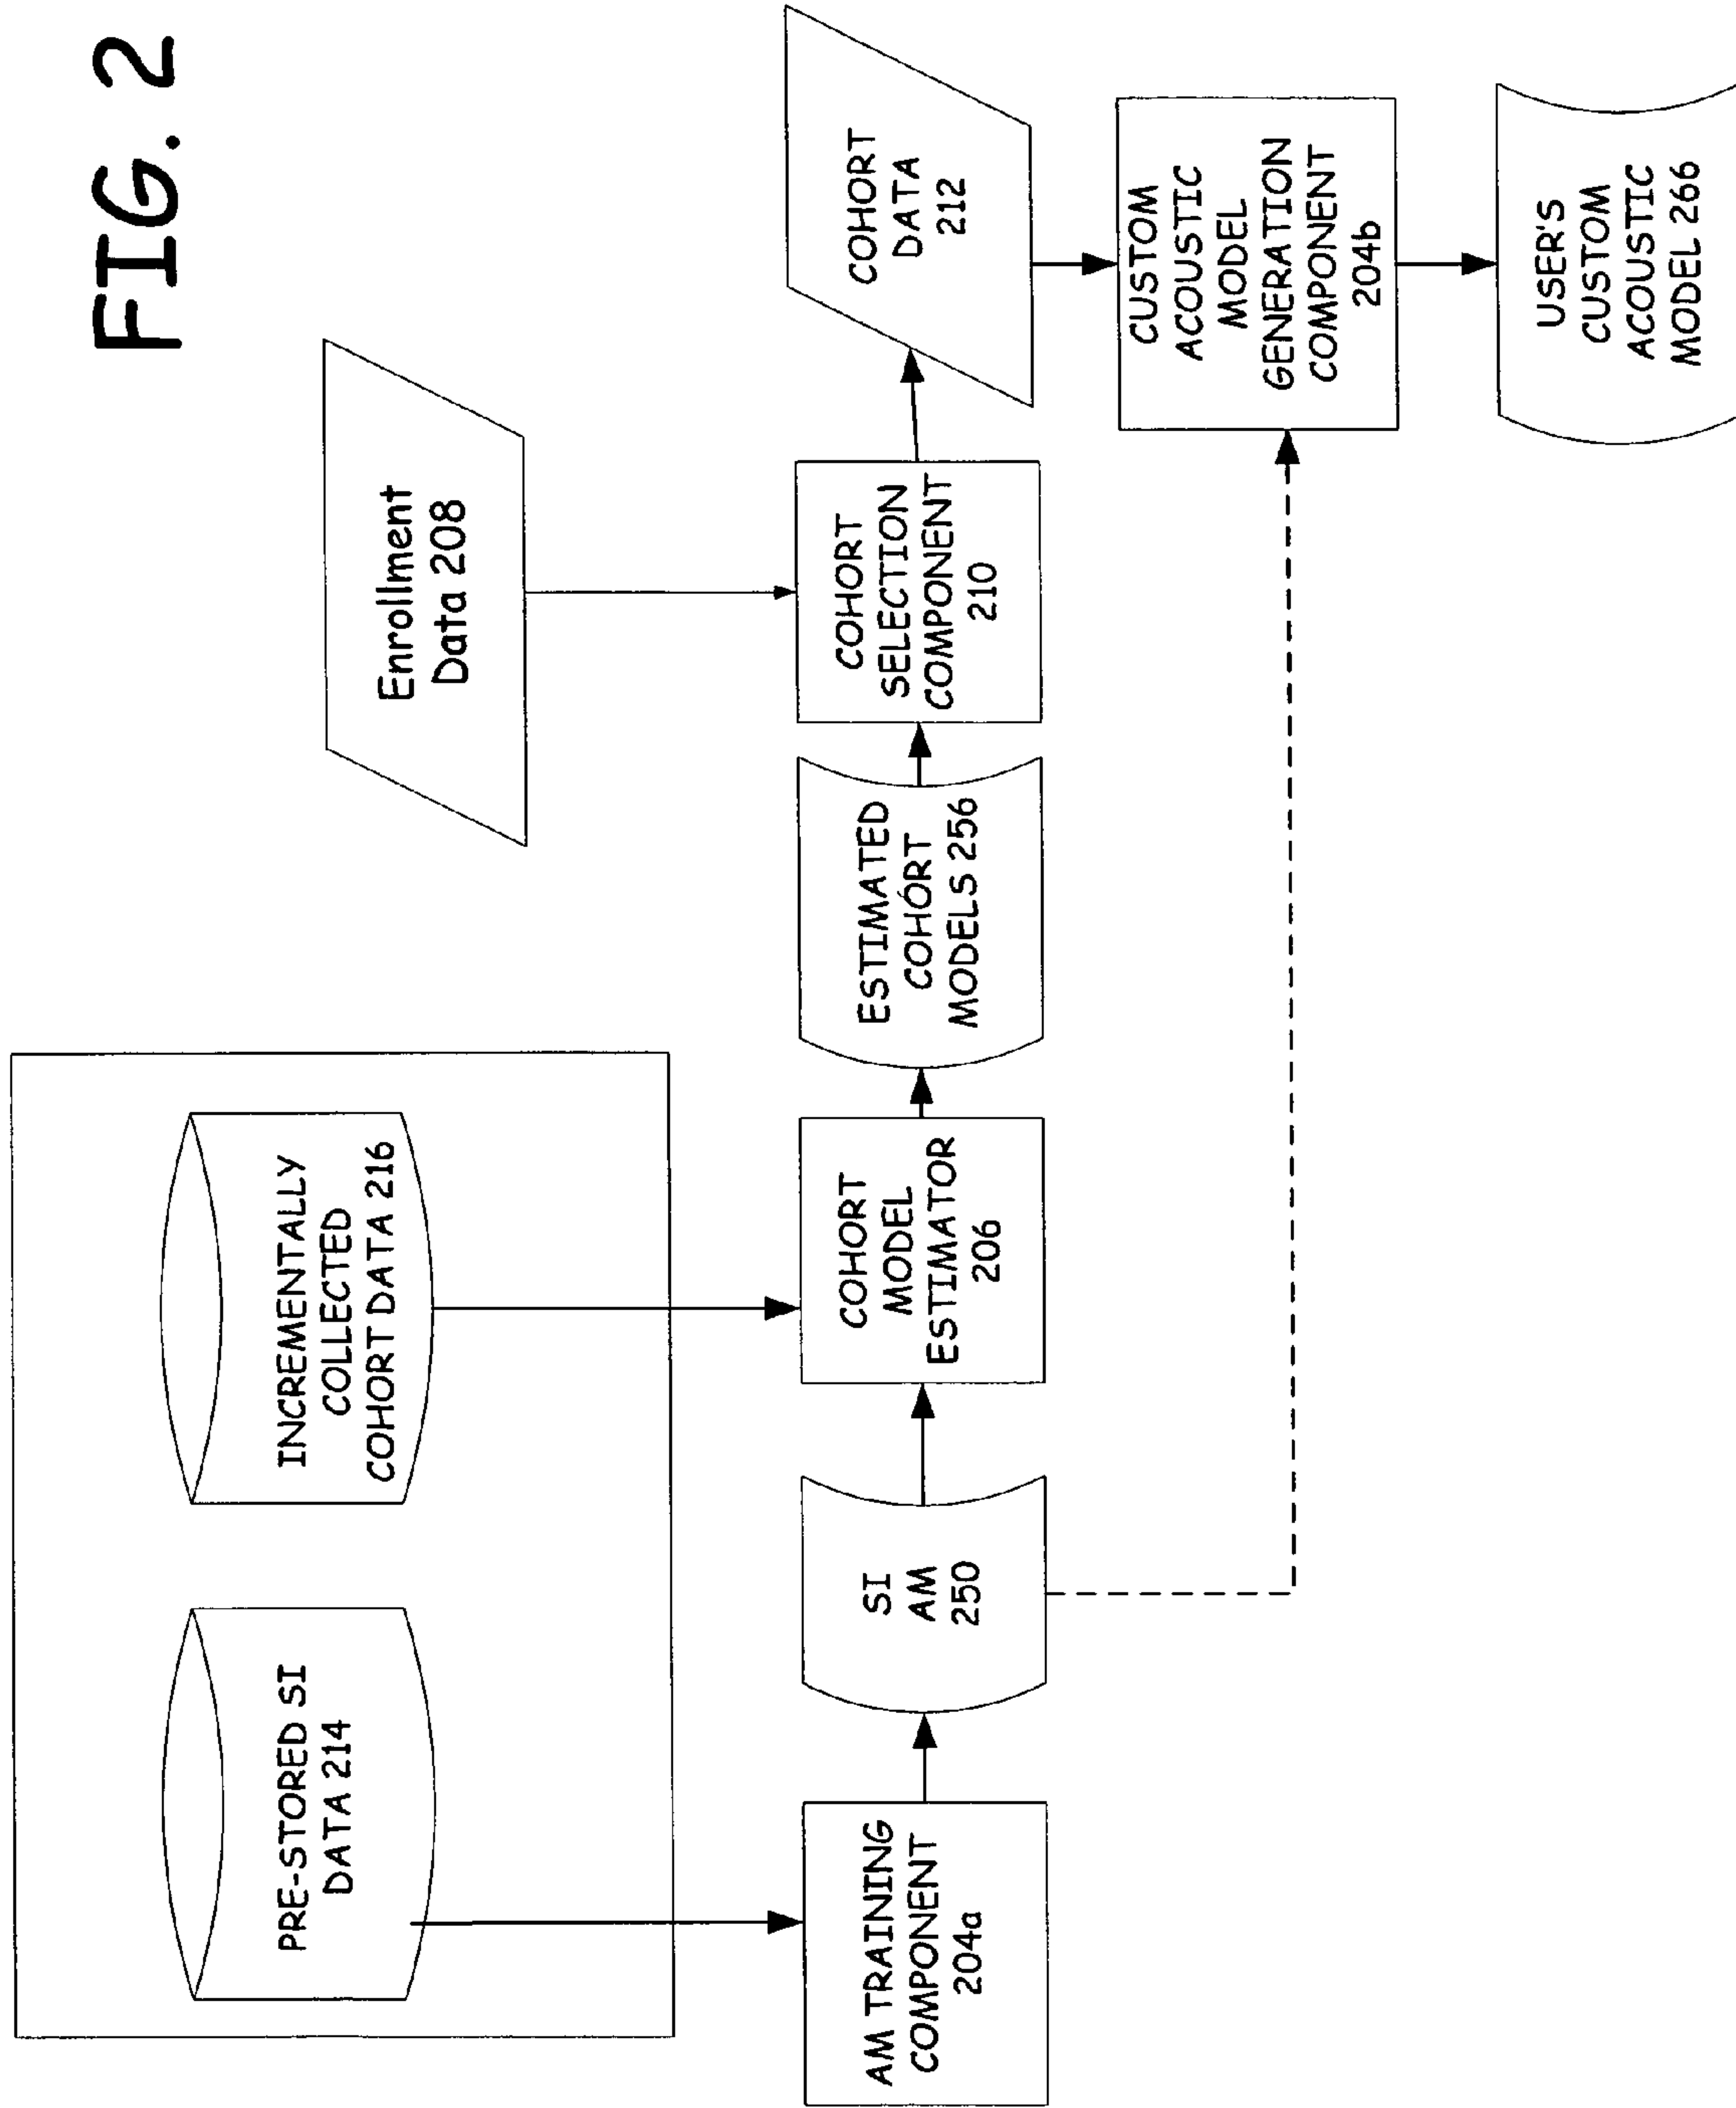 FIG. 2
PRE-STORED SI
DATA 214
INCREMENTALLY
COLLECTED
COHORT DATA 216
Enrollment
Data 208
AM TRAINING
COMPONENT
204a
SI
AM
250
COHORT
MODEL
ESTIMATOR
206
ESTIMATED
COHORT
MODELS 256
COHORT
SELECTION
COMPONENT
210
COHORT
DATA
212
CUSTOM
ACOUSTIC
MODEL
GENERATION
COMPONENT
204b
USER'S
CUSTOM
ACOUSTIC
MODEL 266